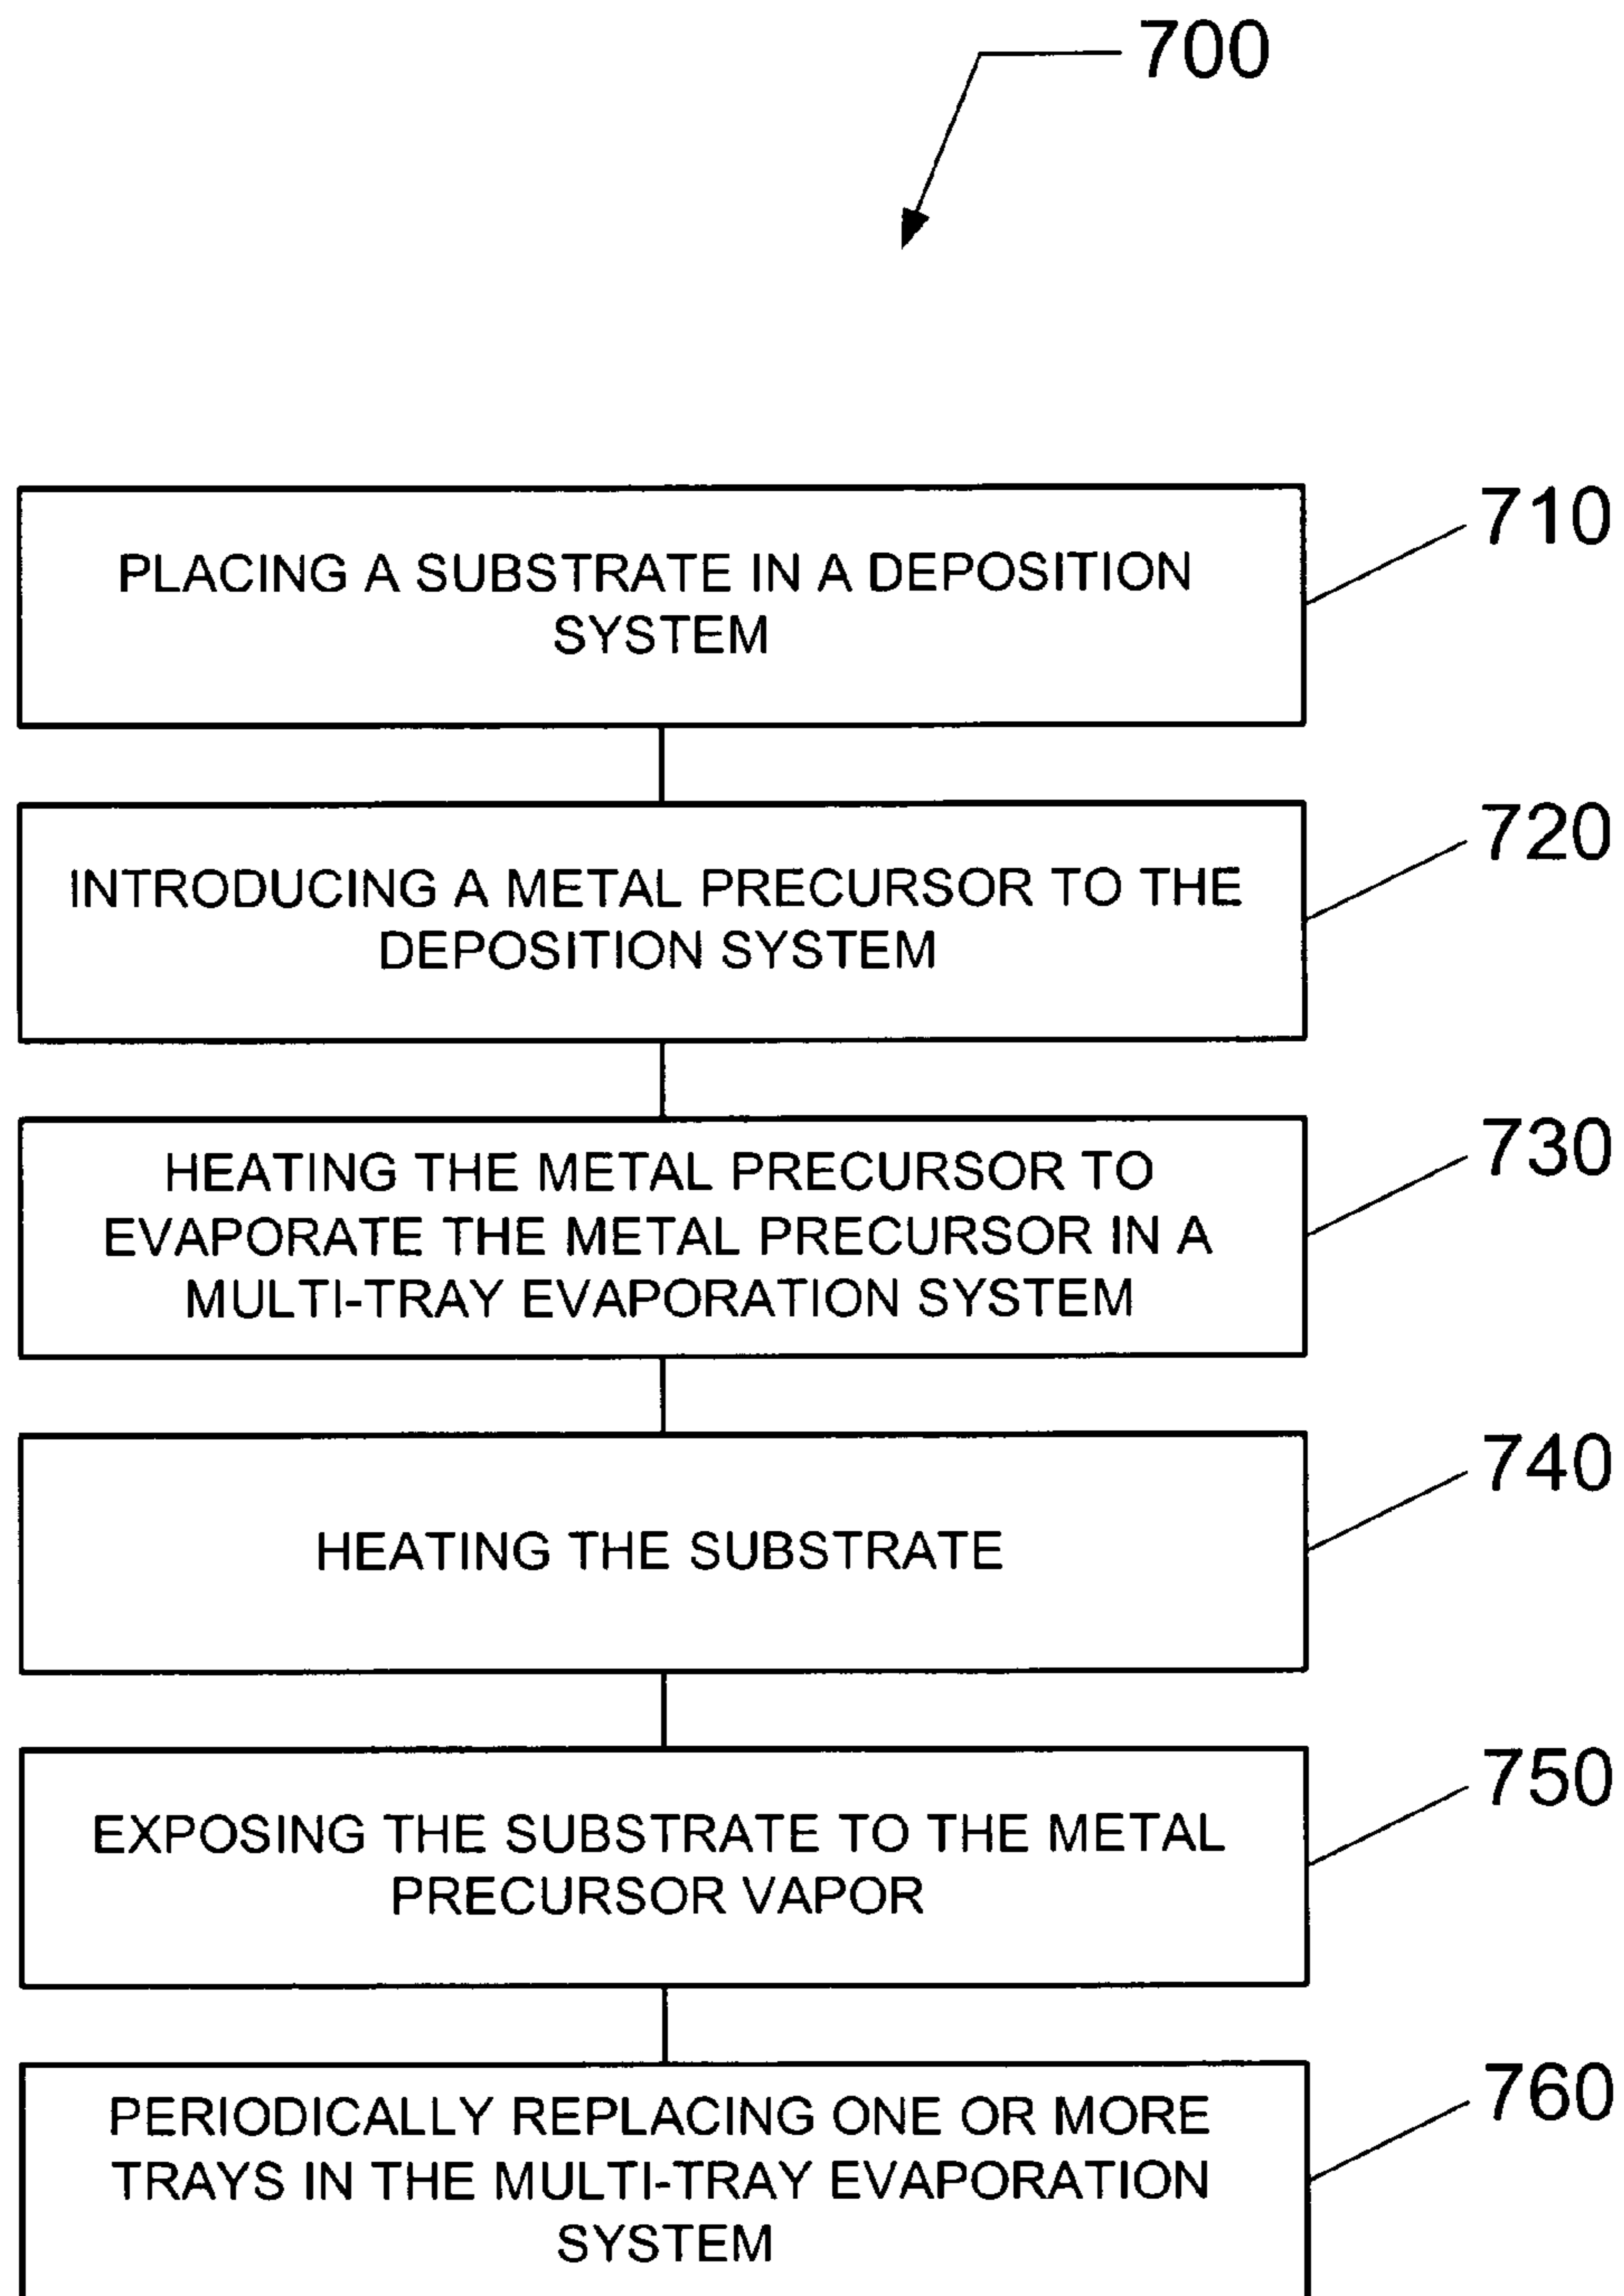 700
PLACING A SUBSTRATE IN A DEPOSITION
SYSTEM
710
INTRODUCING A METAL PRECURSOR TO THE
DEPOSITION SYSTEM
720
HEATING THE METAL PRECURSOR TO
EVAPORATE THE METAL PRECURSOR IN A
MULTI-TRAY EVAPORATION SYSTEM
730
HEATING THE SUBSTRATE
740
EXPOSING THE SUBSTRATE TO THE METAL
PRECURSOR VAPOR
750
PERIODICALLY REPLACING ONE OR MORE
TRAYS IN THE MULTI-TRAY EVAPORATION
SYSTEM
760